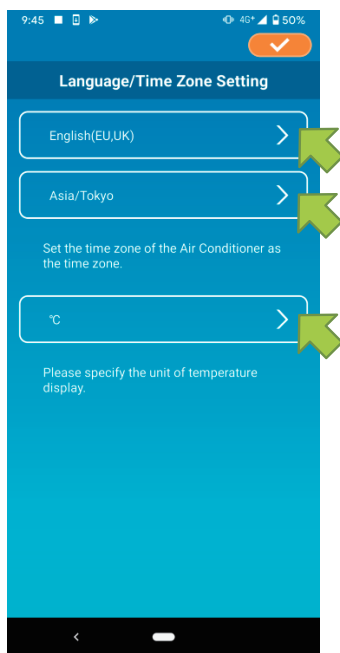 9:45 4G+ 50%
Language/Time Zone Setting
English(EU,UK)
Asia/Tokyo
Set the time zone of the Air Conditioner as
the time zone.
℃
Please specify the unit of temperature
display.